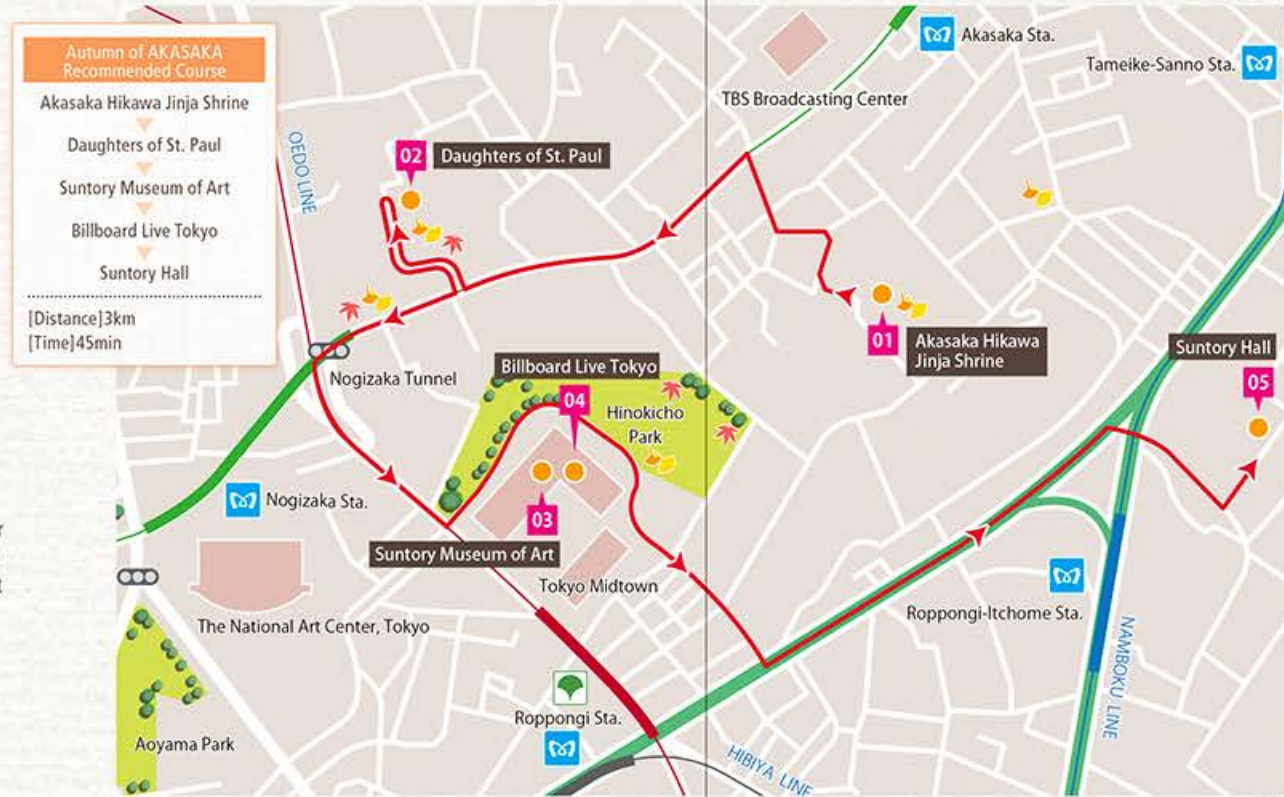 Autumn of AKASAKA
Recommended Course
Akasaka Hikawa Jinja Shrine
Daughters of St. Paul
Suntory Museum of Art
Billboard Live Tokyo
Suntory Hall
[Distance]3km
[Time]45min
OEDO LINE
02
Daughters of St. Paul
TBS Broadcasting Center
Akasaka Sta.
Tameike-Sanno Sta.
01
Akasaka Hikawa
Jinja Shrine
Suntory Hall
05
Nogizaka Tunnel
Billboard Live Tokyo
04
Hinokicho
Park
Nogizaka Sta.
03
Suntory Museum of Art
Tokyo Midtown
The National Art Center, Tokyo
Roppongi-Itchome Sta.
NAMBOKU LINE
Roppongi Sta.
Aoyama Park
HIBIYA LINE